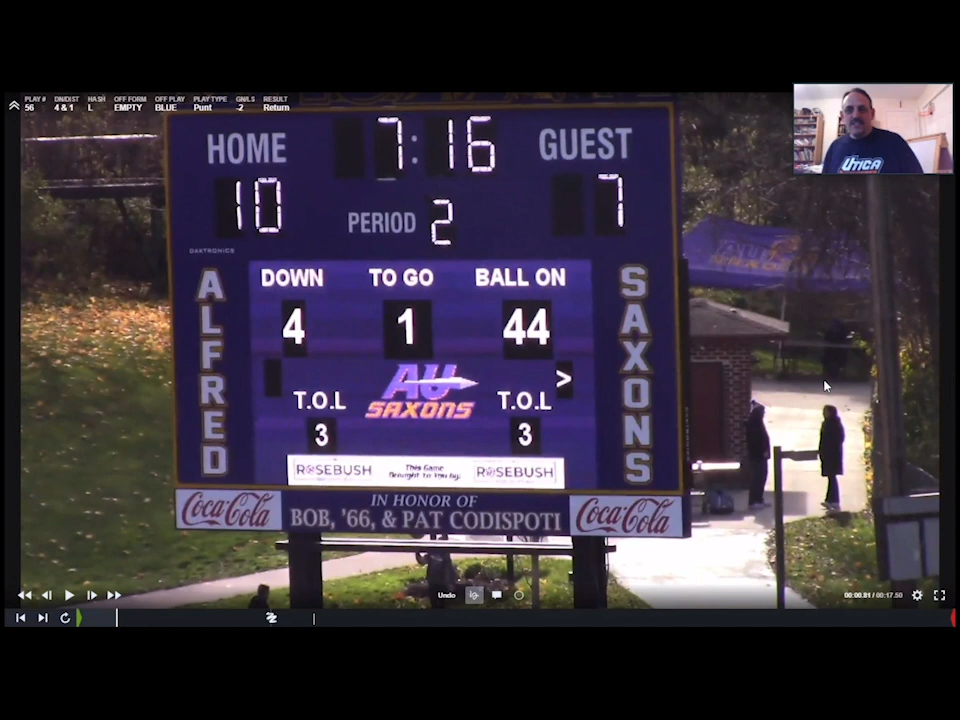 PLAY # DN/DIST HASH OFF FORM OFF PLAY PLAY TYPE GN/LS RESULT
56 4 & 1 L EMPTY BLUE Punt -2 Return
UTICA
HOME 7:16 GUEST
10 PERIOD 2 7
DAKTRONICS
ALFRED
SAXONS
DOWN TO GO BALL ON
4 1 44
AU >
SAXONS
T.O.L T.O.L
3 3
ROSEBUSH This Game Brought To You by: ROSEBUSH
Coca-Cola IN HONOR OF Coca-Cola
BOB, '66, & PAT CODISPOTI
Undo 00:00.81 / 00:17.50